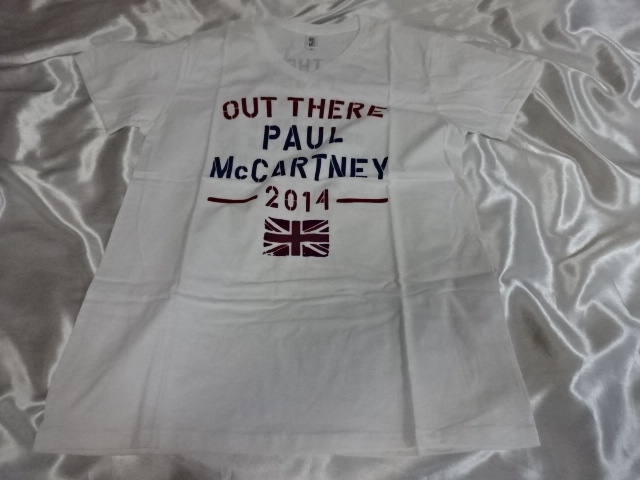 OUT THERE
PAUL
McCARTNEY
2014